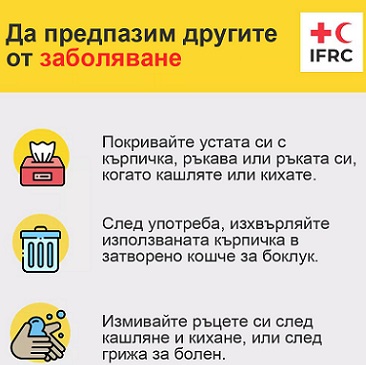 Да предпазим другите
от заболяване
IFRC
Покривайте устата си с
кърпичка, ръкава или ръката си,
когато кашляте или кихате.
След употреба, изхвърляйте
използваната кърпичка в
затворено кошче за боклук.
Измивайте ръцете си след
кашляне и кихане, или след
грижа за болен.